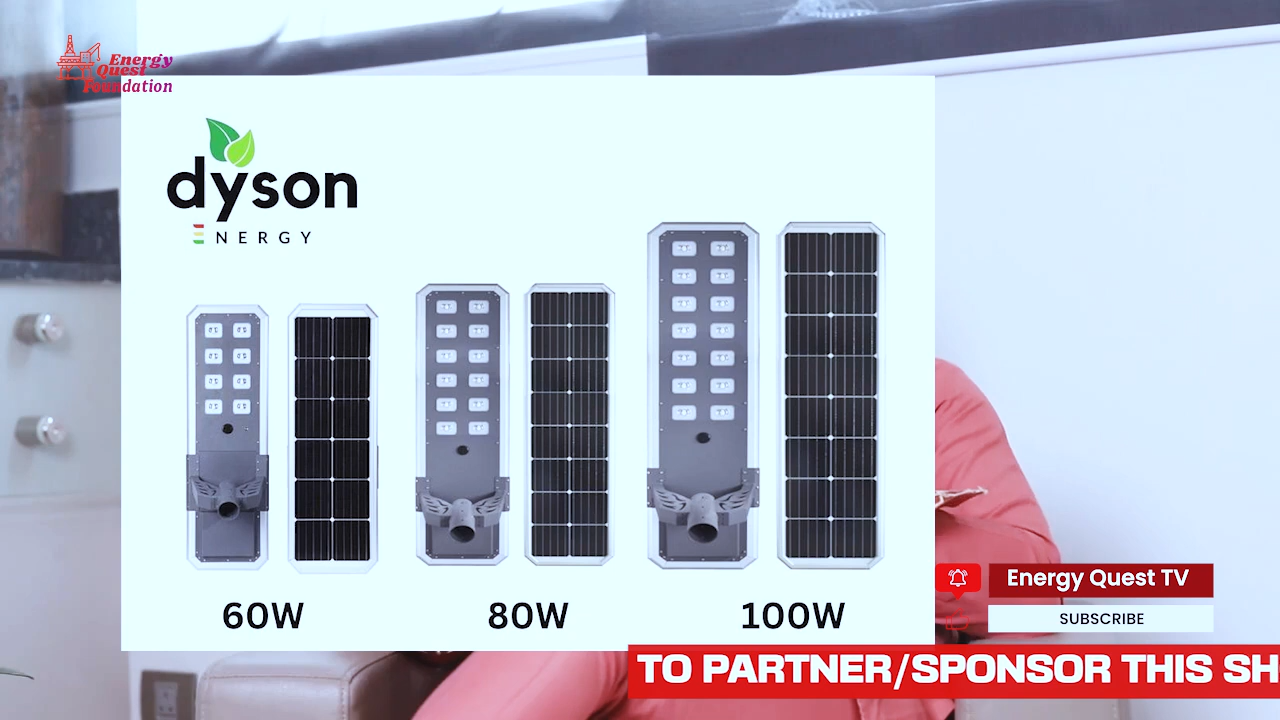 Energy
Quest
Foundation
dyson
ENERGY
60W
80W
100W
Energy Quest TV
SUBSCRIBE
TO PARTNER/SPONSOR THIS SH